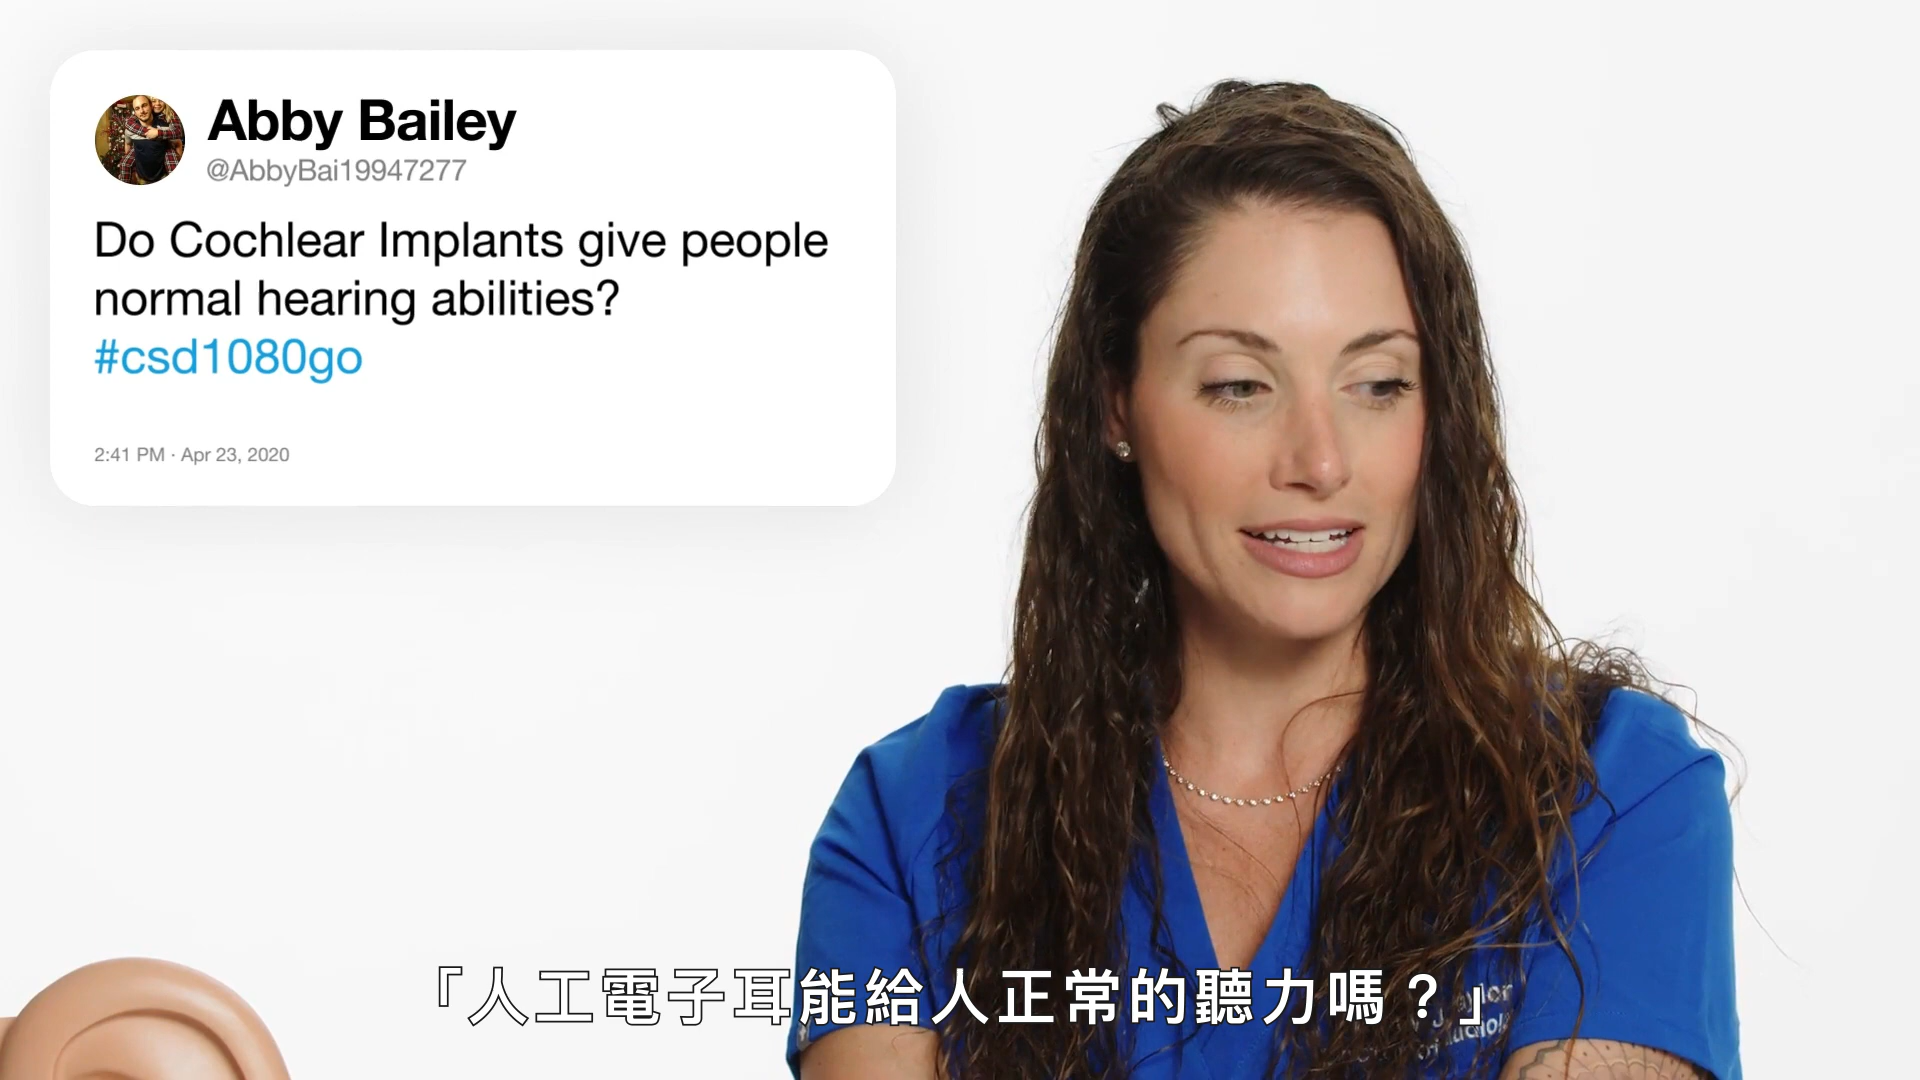 Abby Bailey
@AbbyBai19947277
Do Cochlear Implants give people
normal hearing abilities?
#csd1080go
2:41 PM · Apr 23, 2020
「人工電子耳能給人正常的聽力嗎？」